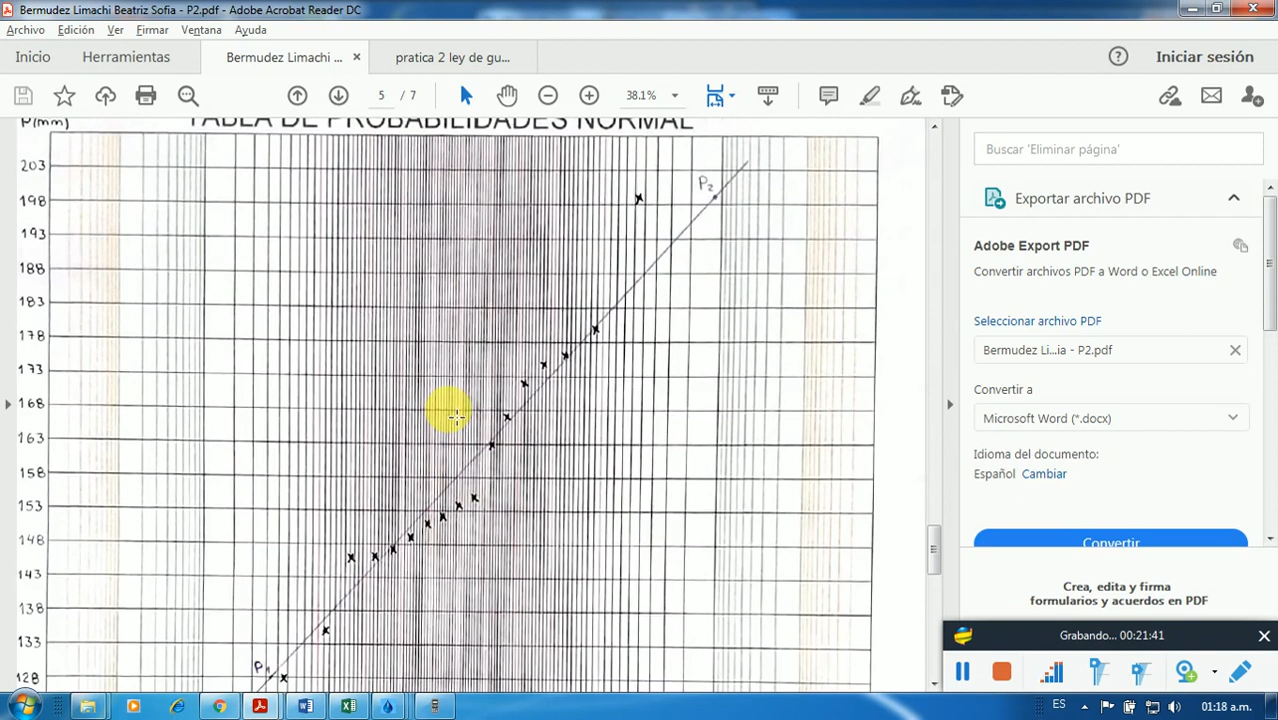 Bermudez Limachi Beatriz Sofia - P2.pdf - Adobe Acrobat Reader DC
Archivo Edición Ver Firmar Ventana Ayuda
Inicio Herramientas Bermudez Limachi ... pratica 2 ley de gu... Iniciar sesión
5 / 7 38.1%
P(mm) TABLA DE PROBABILIDADES NORMAL
203
198
193
188
183
178
173
168
163
158
153
148
143
138
133
128
P2
P1
Buscar 'Eliminar página'
Exportar archivo PDF
Adobe Export PDF
Convertir archivos PDF a Word o Excel Online
Seleccionar archivo PDF
Bermudez Li...ia - P2.pdf
Convertir a
Microsoft Word (*.docx)
Idioma del documento:
Español Cambiar
Convertir
Crea, edita y firma
formularios y acuerdos en PDF
Grabando... 00:21:41
ES 01:18 a.m.